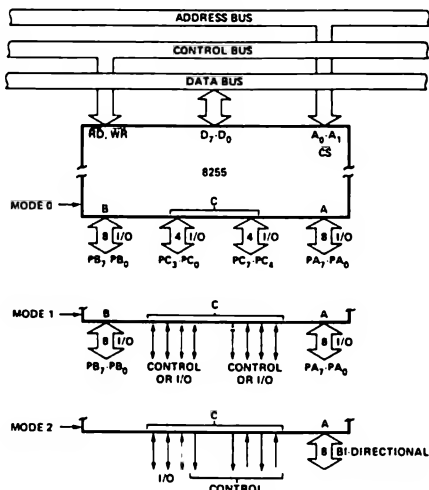 ADDRESS BUS
CONTROL BUS
DATA BUS
RD, WR D7-D0 A0-A1
CS
8255
MODE 0 B C A
8 I/O 4 I/O 4 I/O 8 I/O
PB7-PB0 PC3-PC0 PC7-PC4 PA7-PA0
MODE 1 B C A
8 I/O CONTROL OR I/O CONTROL OR I/O 8 I/O
PB7-PB0 PA7-PA0
MODE 2 C A
8 BI-DIRECTIONAL
I/O
CONTROL